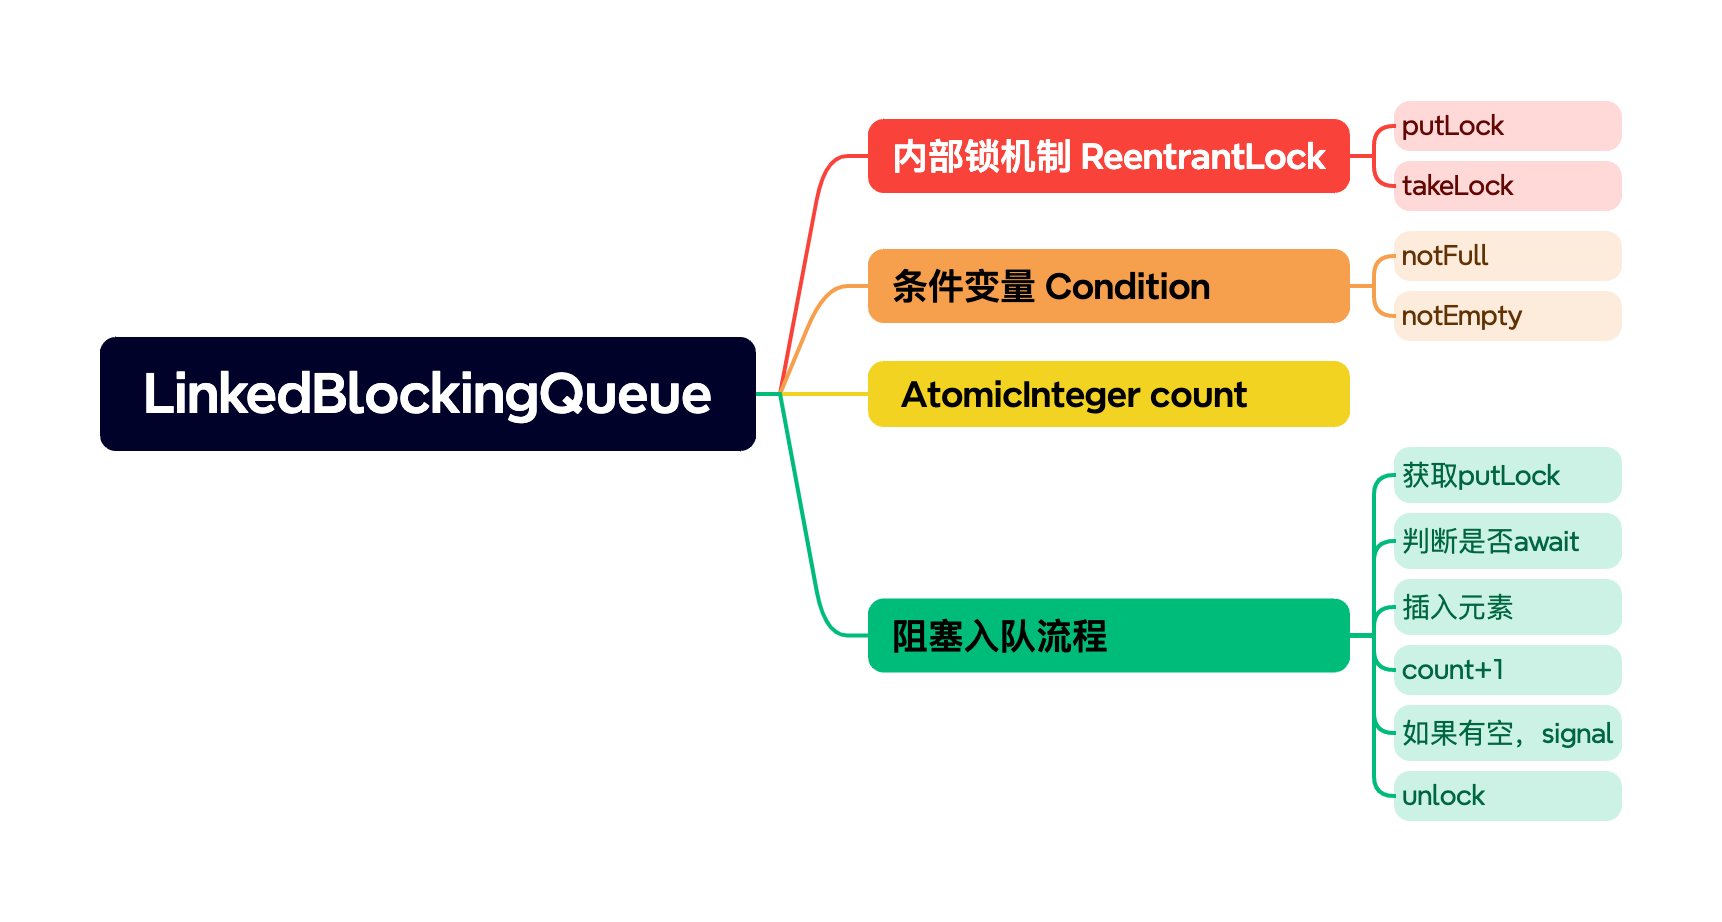 LinkedBlockingQueue
内部锁机制 ReentrantLock
putLock
takeLock
条件变量 Condition
notFull
notEmpty
AtomicInteger count
阻塞入队流程
获取putLock
判断是否await
插入元素
count+1
如果有空，signal
unlock